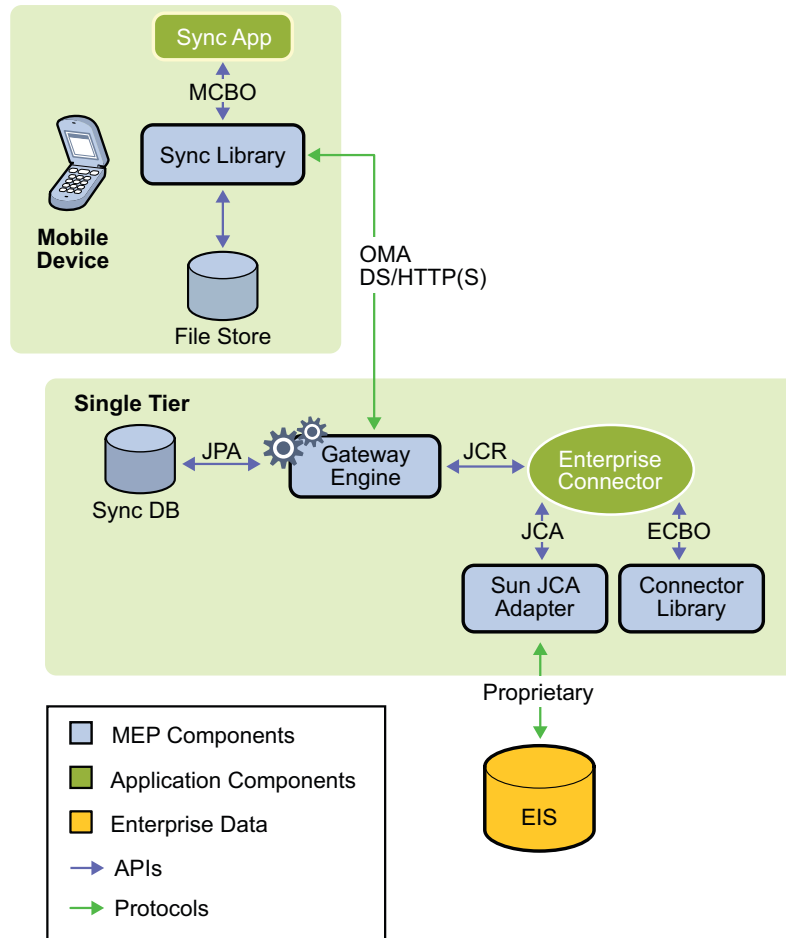 Sync App
MCBO
Sync Library
Mobile
Device
File Store
OMA
DS/HTTP(S)
Single Tier
Sync DB
JPA
Gateway
Engine
JCR
Enterprise
Connector
JCA
ECBO
Sun JCA
Adapter
Connector
Library
Proprietary
EIS
MEP Components
Application Components
Enterprise Data
APIs
Protocols